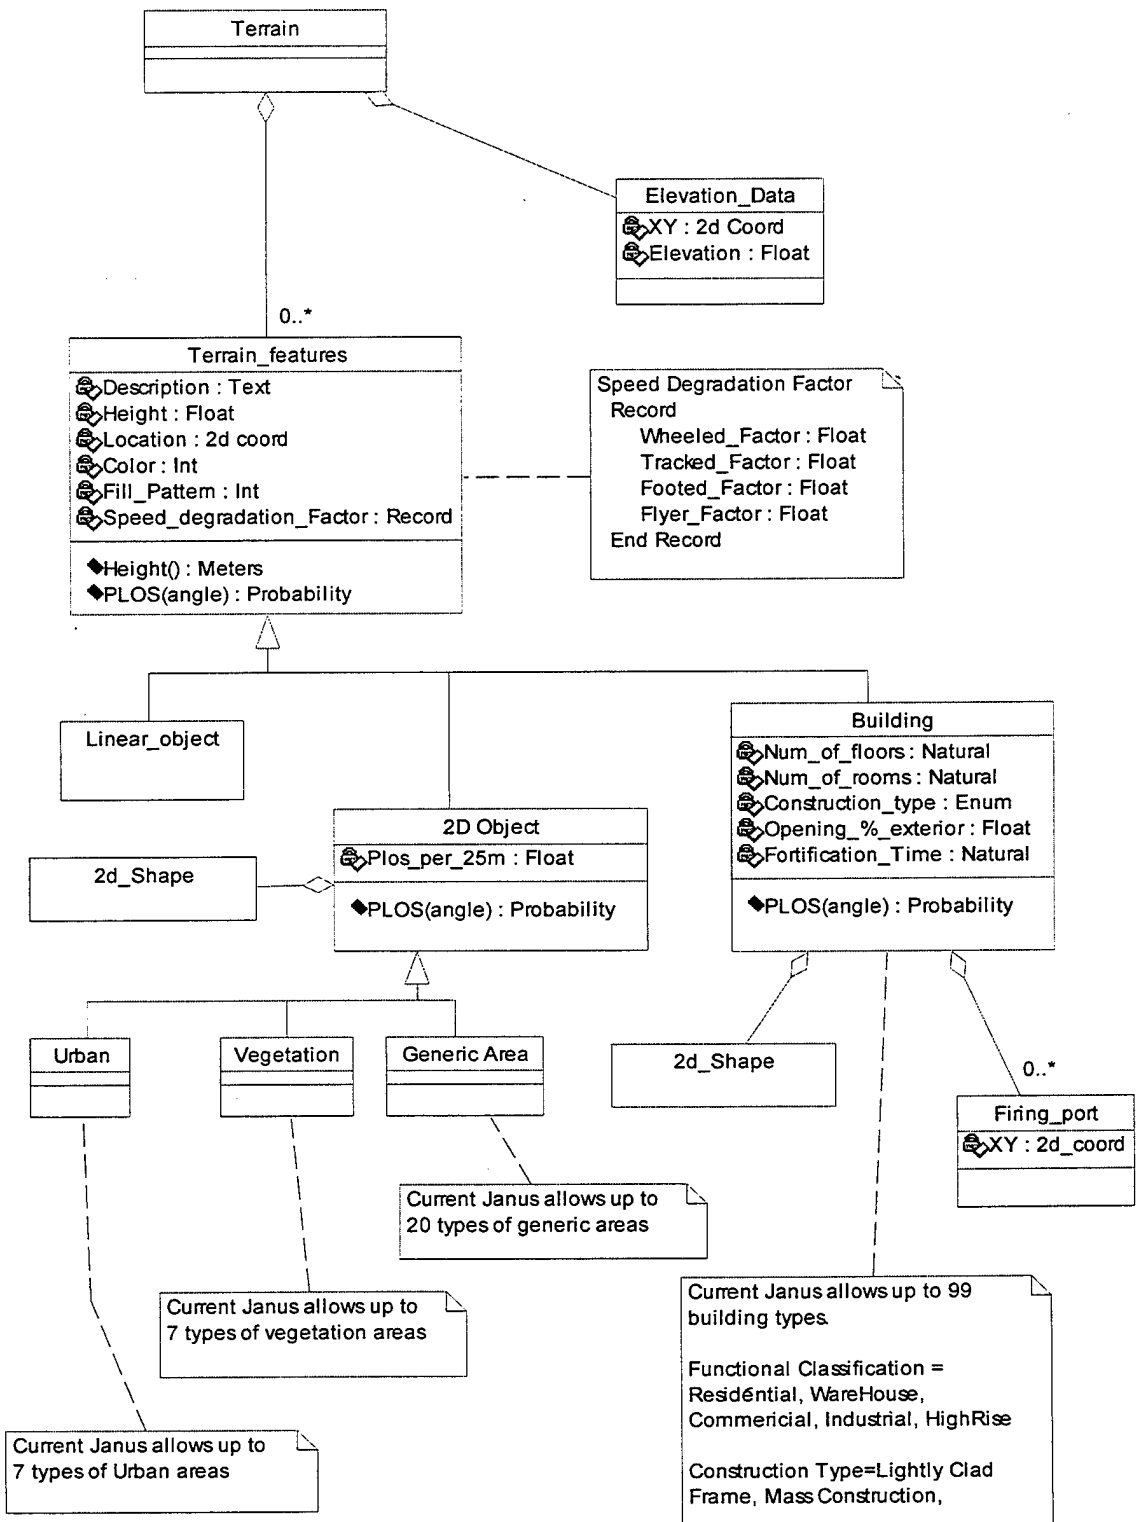 Terrain
Elevation_Data
XY : 2d Coord
Elevation : Float
0..*
Terrain_features
Description : Text
Height : Float
Location : 2d coord
Color : Int
Fill_Pattern : Int
Speed_degradation_Factor : Record
Height() : Meters
PLOS(angle) : Probability
Speed Degradation Factor
Record
Wheeled_Factor : Float
Tracked_Factor : Float
Footed_Factor : Float
Flyer_Factor : Float
End Record
Linear_object
Building
Num_of_floors : Natural
Num_of_rooms : Natural
Construction_type : Enum
Opening_%_exterior : Float
Fortification_Time : Natural
PLOS(angle) : Probability
2D Object
Plos_per_25m : Float
PLOS(angle) : Probability
2d_Shape
Urban
Vegetation
Generic Area
2d_Shape
0..*
Firing_port
XY : 2d_coord
Current Janus allows up to
20 types of generic areas
Current Janus allows up to
7 types of vegetation areas
Current Janus allows up to
7 types of Urban areas
Current Janus allows up to 99
building types.
Functional Classification =
Residéntial, WareHouse,
Commericial, Industrial, HighRise
Construction Type=Lightly Clad
Frame, Mass Construction,